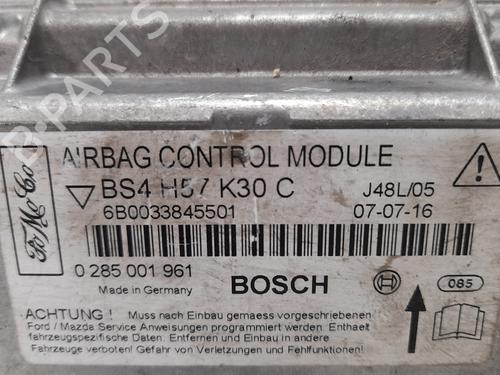 B-PARTS
AIRBAG CONTROL MODULE
BS4 H57 K30 C
J48L/05
6B0033845501
07-07-16
FoMoCo
0 285 001 961
BOSCH
085
Made in Germany
ACHTUNG ! Muss nach Einbau gemaess vorgeschriebenen
Ford / Mazda Service Anweisungen programmiert werden. Enthaelt
fahrzeugspezifische Daten. Entfernen und Einbau in andere
Fahrzeuge verboten! Gefahr von Verletzungen und Fehlfunktionen!